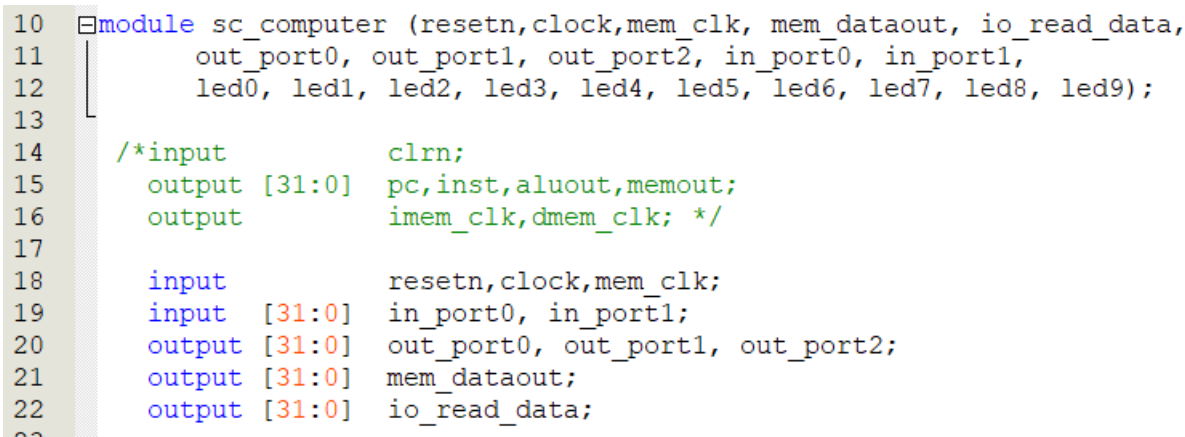 10 module sc_computer (resetn,clock,mem_clk, mem_dataout, io_read_data,
11 out_port0, out_port1, out_port2, in_port0, in_port1,
12 led0, led1, led2, led3, led4, led5, led6, led7, led8, led9);
13
14 /*input clrn;
15 output [31:0] pc,inst,aluout,memout;
16 output imem_clk,dmem_clk; */
17
18 input resetn,clock,mem_clk;
19 input [31:0] in_port0, in_port1;
20 output [31:0] out_port0, out_port1, out_port2;
21 output [31:0] mem_dataout;
22 output [31:0] io_read_data;